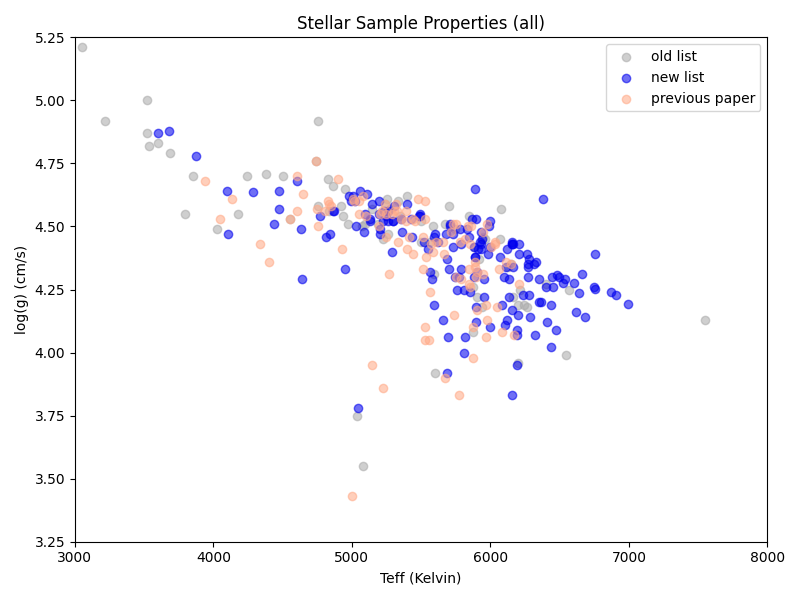 Stellar Sample Properties (all)
old list
new list
previous paper
log(g) (cm/s)
5.25
5.00
4.75
4.50
4.25
4.00
3.75
3.50
3.25
3000 4000 5000 6000 7000 8000
Teff (Kelvin)